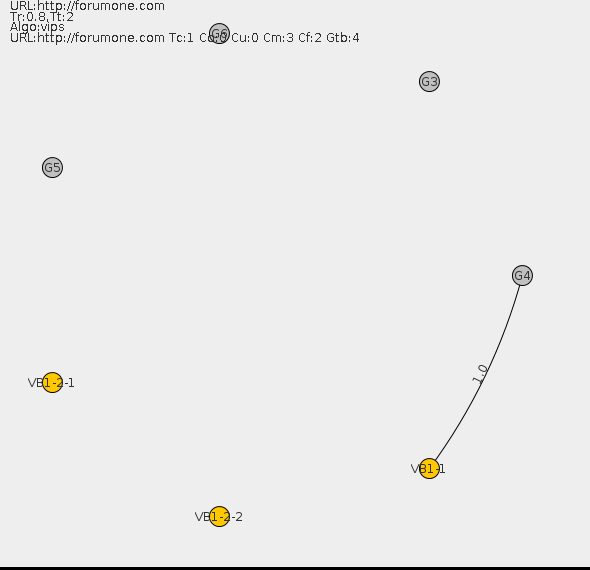 URL:http://forumone.com
Tr:0.8,Tt:2
Algo:vips
URL:http://forumone.com Tc:1 Co:0 Cu:0 Cm:3 Cf:2 Gtb:4
G6
G3
G5
G4
1.0
VB1-2-1
VB1-1
VB1-2-2